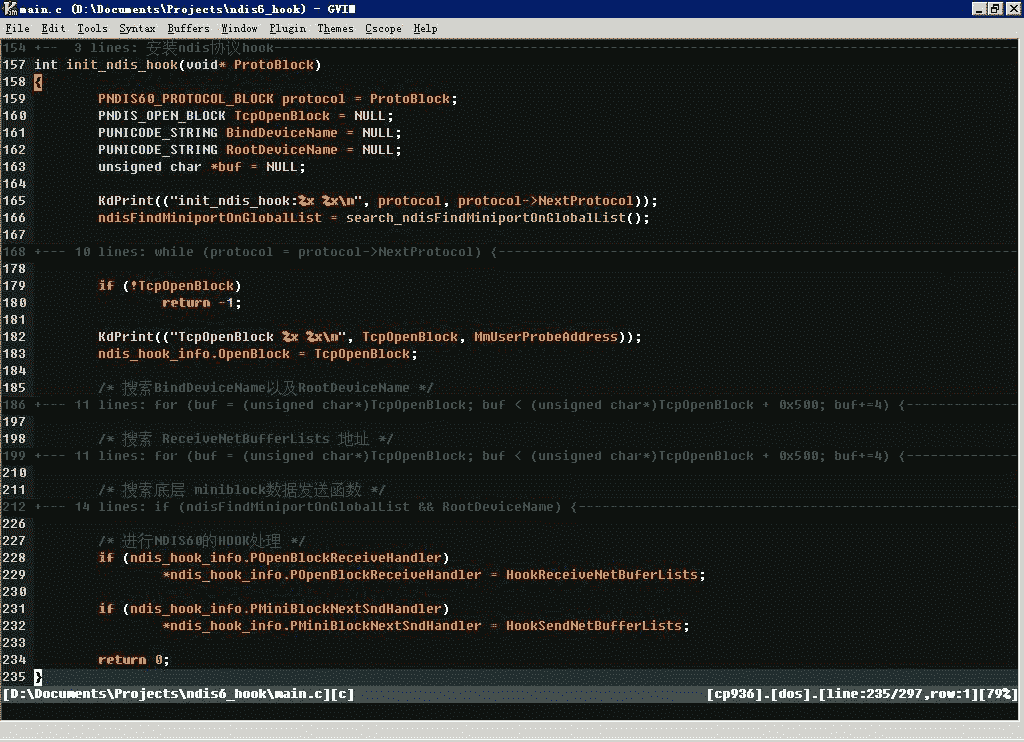 main.c (D:\Documents\Projects\ndis6_hook) - GVIM
File Edit Tools Syntax Buffers Window Plugin Themes Cscope Help
154 +-- 3 lines: 安装ndis协议hook
157 int init_ndis_hook(void* ProtoBlock)
158 {
159 PNDIS60_PROTOCOL_BLOCK protocol = ProtoBlock;
160 PNDIS_OPEN_BLOCK TcpOpenBlock = NULL;
161 PUNICODE_STRING BindDeviceName = NULL;
162 PUNICODE_STRING RootDeviceName = NULL;
163 unsigned char *buf = NULL;
164
165 KdPrint(("init_ndis_hook:%x %x\n", protocol, protocol->NextProtocol));
166 ndisFindMiniportOnGlobalList = search_ndisFindMiniportOnGlobalList();
167
168 +--- 10 lines: while (protocol = protocol->NextProtocol) {
178
179 if (!TcpOpenBlock)
180 return -1;
181
182 KdPrint(("TcpOpenBlock %x %x\n", TcpOpenBlock, MmUserProbeAddress));
183 ndis_hook_info.OpenBlock = TcpOpenBlock;
184
185 /* 搜索BindDeviceName以及RootDeviceName */
186 +--- 11 lines: for (buf = (unsigned char*)TcpOpenBlock; buf < (unsigned char*)TcpOpenBlock + 0x500; buf+=4) {
197
198 /* 搜索 ReceiveNetBufferLists 地址 */
199 +--- 11 lines: for (buf = (unsigned char*)TcpOpenBlock; buf < (unsigned char*)TcpOpenBlock + 0x500; buf+=4) {
210
211 /* 搜索底层 miniblock数据发送函数 */
212 +--- 14 lines: if (ndisFindMiniportOnGlobalList && RootDeviceName) {
226
227 /* 进行NDIS60的HOOK处理 */
228 if (ndis_hook_info.POpenBlockReceiveHandler)
229 *ndis_hook_info.POpenBlockReceiveHandler = HookReceiveNetBuferLists;
230
231 if (ndis_hook_info.PMiniBlockNextSndHandler)
232 *ndis_hook_info.PMiniBlockNextSndHandler = HookSendNetBufferLists;
233
234 return 0;
235 }
[D:\Documents\Projects\ndis6_hook\main.c][c] [cp936].[dos].[line:235/297,row:1][79%]